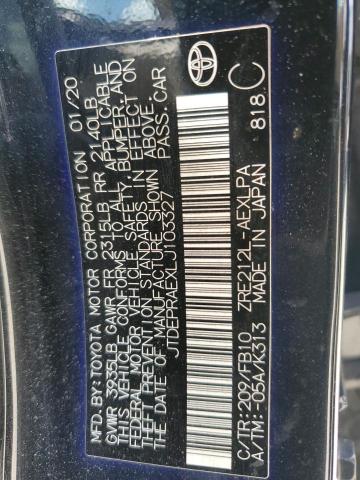 MFD. BY: TOYOTA MOTOR CORPORATION 01/20
GVWR 3935LB GAWR FR 2315LB RR 2140LB
THIS VEHICLE CONFORMS TO ALL APPLICABLE
FEDERAL MOTOR VEHICLE SAFETY, BUMPER, AND
THEFT PREVENTION STANDARDS IN EFFECT ON
THE DATE OF MANUFACTURE SHOWN ABOVE.
JTDEPRAEXLJ103327 PASS. CAR
C/TR: 209/FB10 ZRE212L-AEXLPA
A/TM: -05A/K313 MADE IN JAPAN 818
C